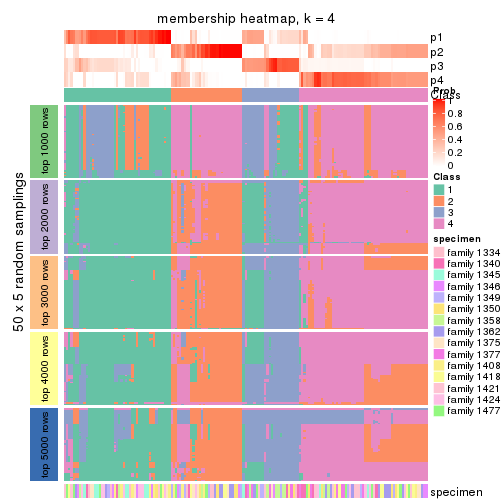 membership heatmap, k = 4
p1
p2
p3
p4
Class
Prob
1
0.8
0.6
0.4
0.2
0
Class
1
2
3
4
specimen
family 1334
family 1340
family 1345
family 1346
family 1349
family 1350
family 1358
family 1362
family 1375
family 1377
family 1408
family 1418
family 1421
family 1424
family 1477
50 x 5 random samplings
top 1000 rows
top 2000 rows
top 3000 rows
top 4000 rows
top 5000 rows
specimen